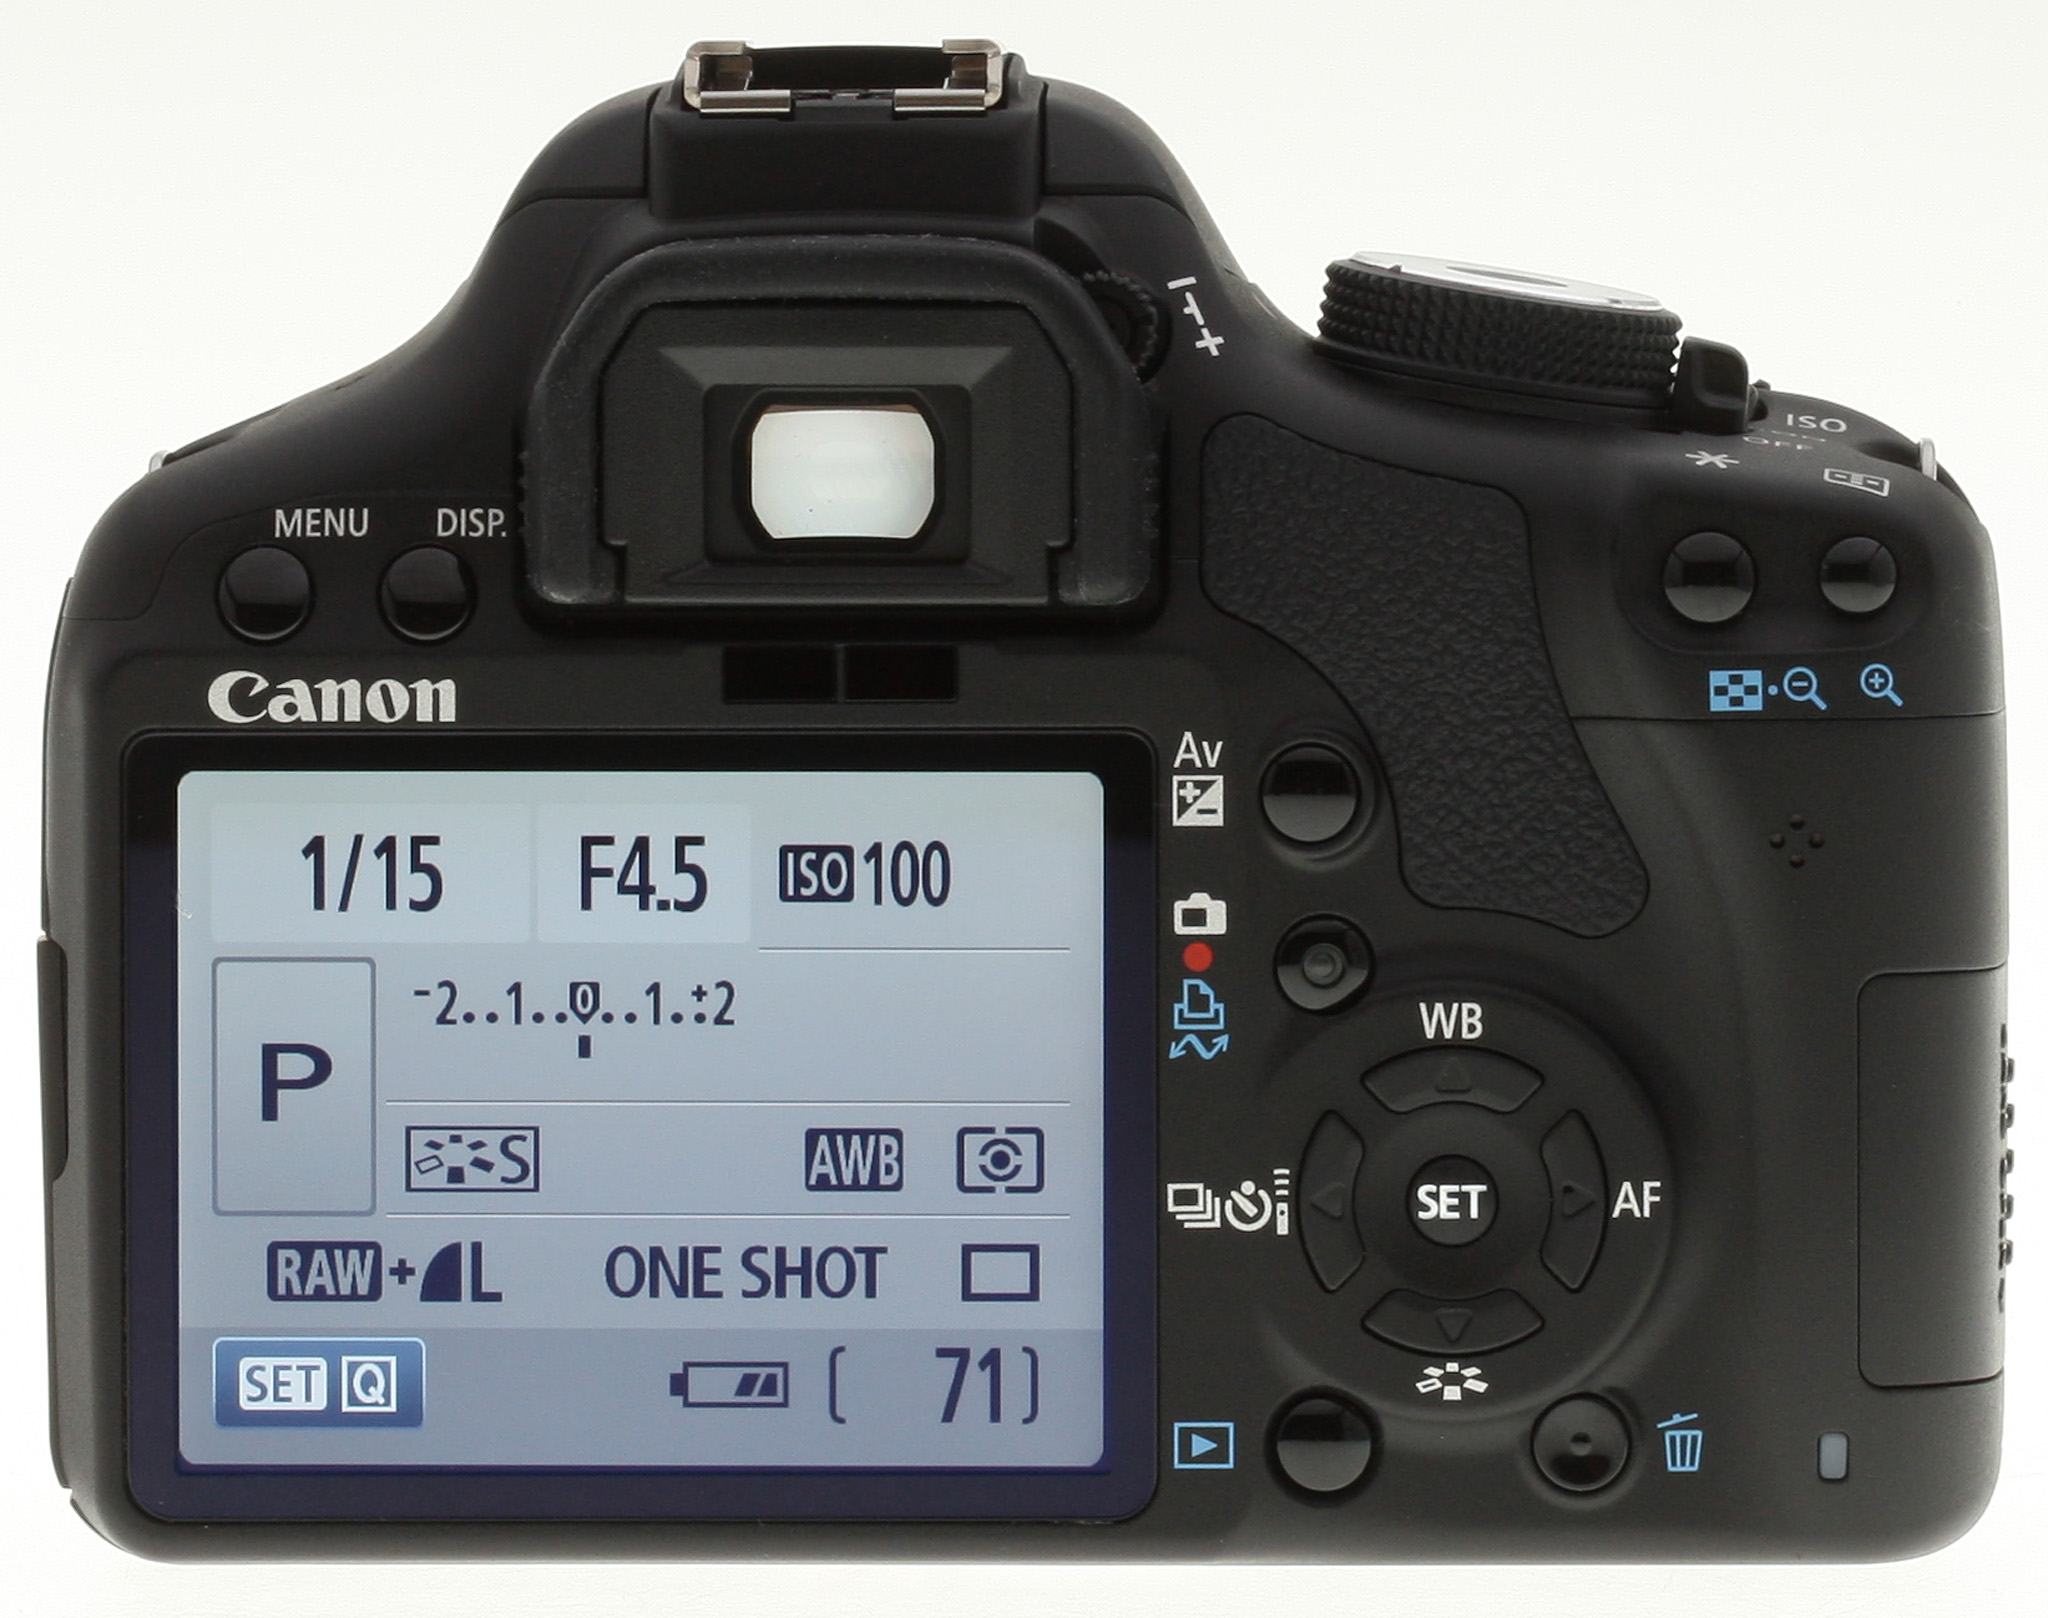 ISO
OFF
MENU DISP.
Canon
Av
1/15 F4.5 ISO 100
-2..1..0..1.:+2
WB
P
S AWB
SET AF
RAW+L ONE SHOT
SET Q [ 71]